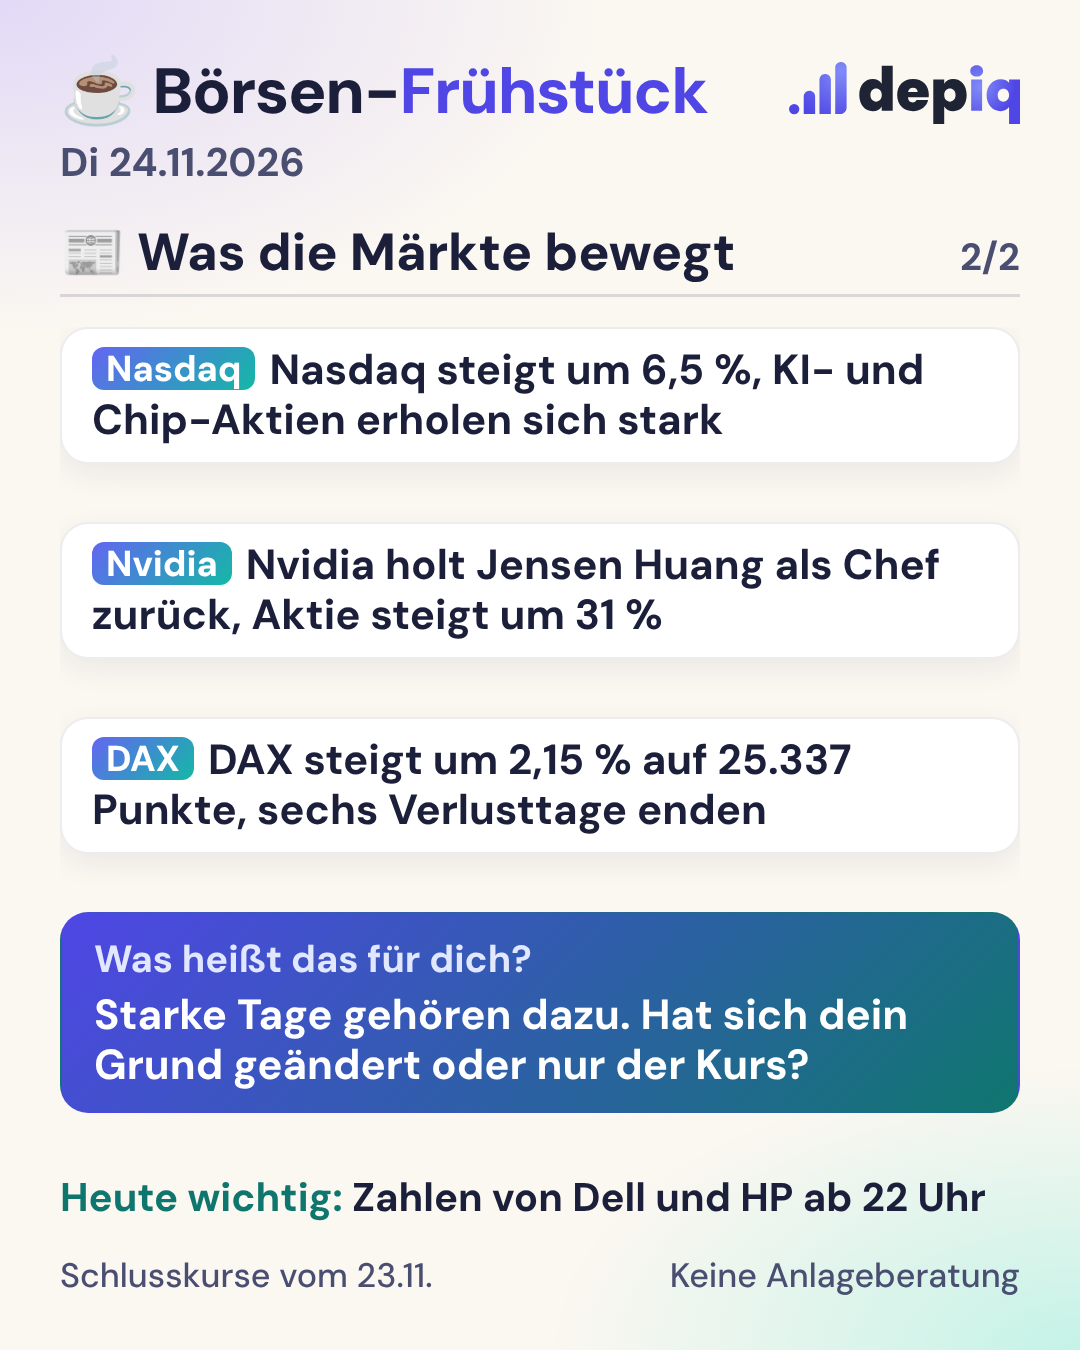 Börsen-Frühstück
depiq
Di 24.11.2026
Was die Märkte bewegt
2/2
Nasdaq Nasdaq steigt um 6,5 %, KI- und
Chip-Aktien erholen sich stark
Nvidia Nvidia holt Jensen Huang als Chef
zurück, Aktie steigt um 31 %
DAX DAX steigt um 2,15 % auf 25.337
Punkte, sechs Verlusttage enden
Was heißt das für dich?
Starke Tage gehören dazu. Hat sich dein
Grund geändert oder nur der Kurs?
Heute wichtig: Zahlen von Dell und HP ab 22 Uhr
Schlusskurse vom 23.11.
Keine Anlageberatung